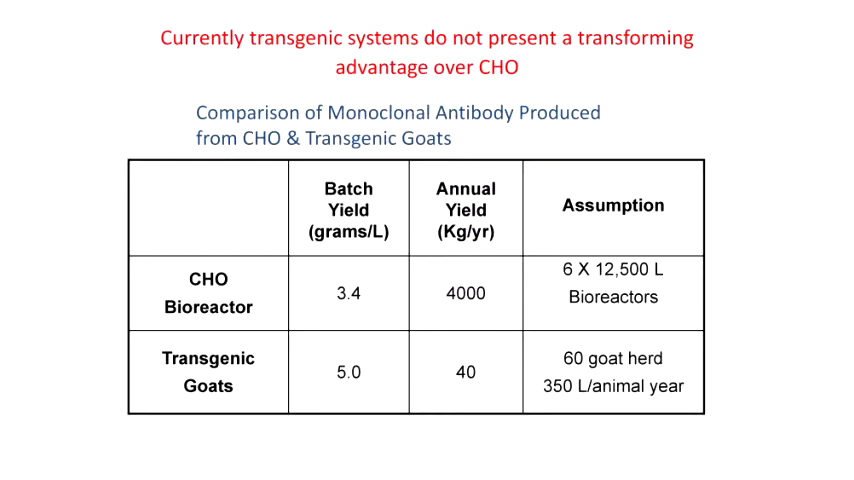 Currently transgenic systems do not present a transforming
advantage over CHO
Comparison of Monoclonal Antibody Produced
from CHO & Transgenic Goats
Batch
Yield
(grams/L)
Annual
Yield
(Kg/yr)
Assumption
CHO
Bioreactor
3.4
4000
6 X 12,500 L
Bioreactors
Transgenic
Goats
5.0
40
60 goat herd
350 L/animal year